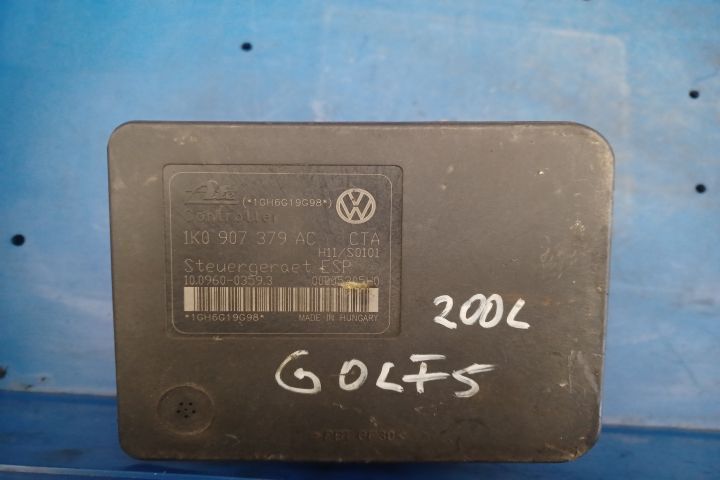 Ate (*1GH6G19G98*)
Controller
1K0 907 379 AC CTA
H11/S0101
Steuergeraet ESP
10.0960-0359.3
*1GH6G19G98* MADE IN HUNGARY
200L
GOLF5